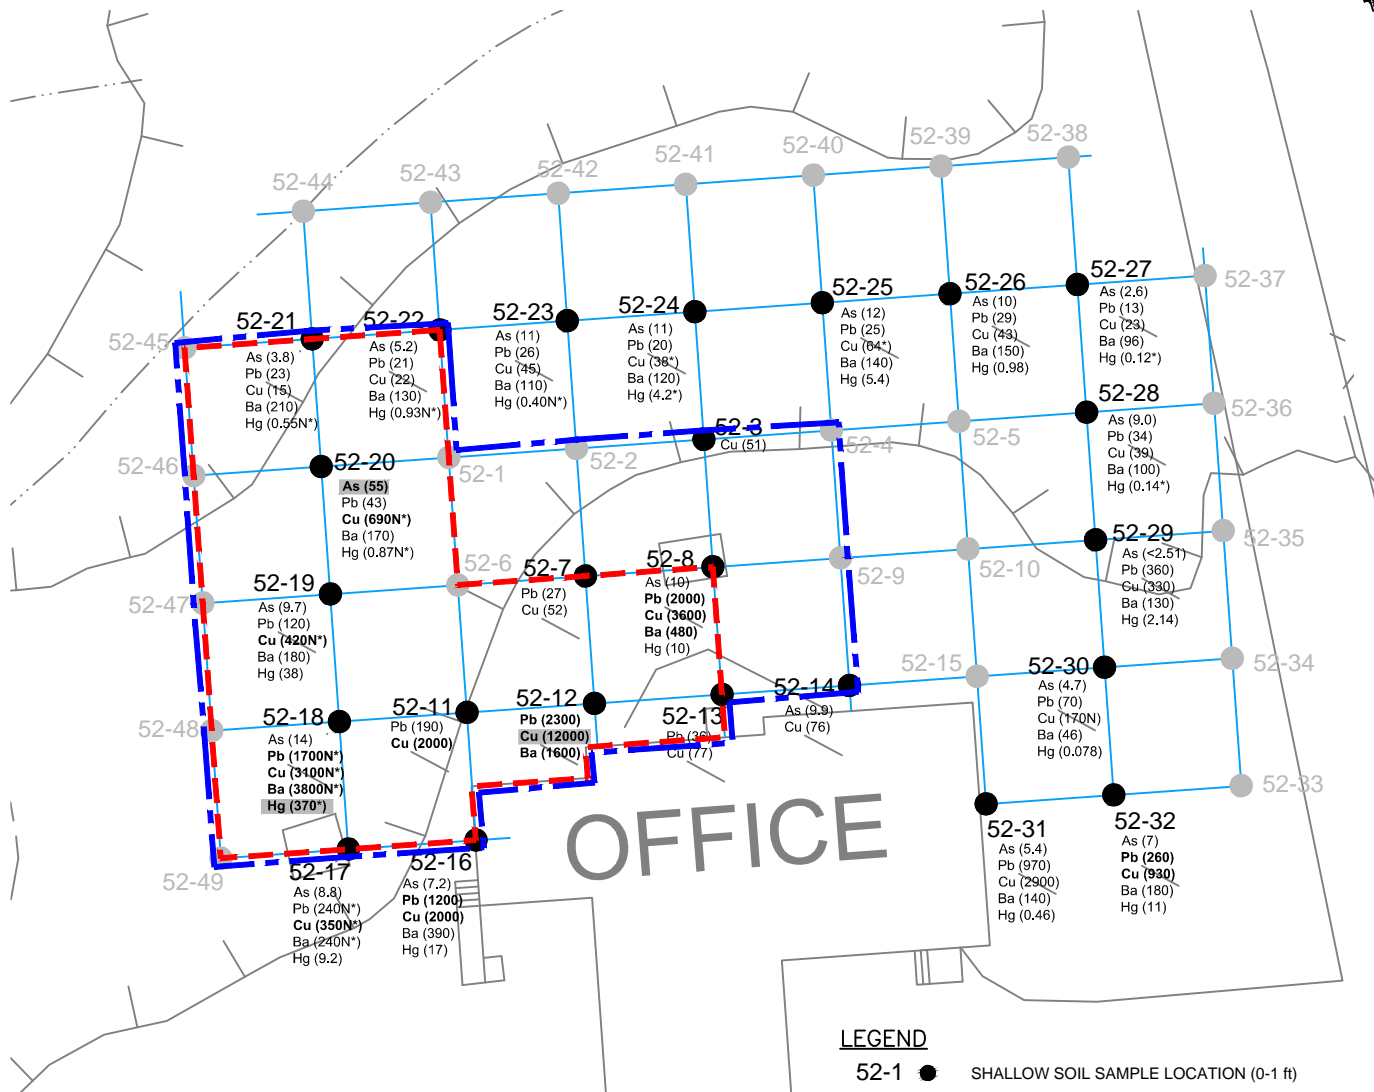 52-38
52-39
52-40
52-41
52-42
52-43
52-44
52-37
52-27
As (2.6)
Pb (13)
Cu (23)
Ba (96)
Hg (0.12*)
52-26
As (10)
Pb (29)
Cu (43)
Ba (150)
Hg (0.98)
52-25
As (12)
Pb (25)
Cu (64*)
Ba (140)
Hg (5.4)
52-24
As (11)
Pb (20)
Cu (38*)
Ba (120)
Hg (4.2*)
52-23
As (11)
Pb (26)
Cu (45)
Ba (110)
Hg (0.40N*)
52-22
As (5.2)
Pb (21)
Cu (22)
Ba (130)
Hg (0.93N*)
52-21
As (3.8)
Pb (23)
Cu (15)
Ba (210)
Hg (0.55N*)
52-45
52-36
52-28
As (9.0)
Pb (34)
Cu (39)
Ba (100)
Hg (0.14*)
52-5
52-4
52-3
Cu (51)
52-2
52-1
52-20
As (55)
Pb (43)
Cu (690N*)
Ba (170)
Hg (0.87N*)
52-46
52-35
52-29
As (<2.51)
Pb (360)
Cu (330)
Ba (130)
Hg (2.14)
52-10
52-9
52-8
As (10)
Pb (2000)
Cu (3600)
Ba (480)
Hg (10)
52-7
Pb (27)
Cu (52)
52-6
52-19
As (9.7)
Pb (120)
Cu (420N*)
Ba (180)
Hg (38)
52-47
52-34
52-30
As (4.7)
Pb (70)
Cu (170N)
Ba (46)
Hg (0.078)
52-15
52-14
As (9.9)
Cu (76)
52-13
Pb (36)
Cu (77)
52-12
Pb (2300)
Cu (12000)
Ba (1600)
52-11
Pb (190)
Cu (2000)
52-18
As (14)
Pb (1700N*)
Cu (3100N*)
Ba (3800N*)
Hg (370*)
52-48
52-33
52-32
As (7)
Pb (260)
Cu (930)
Ba (180)
Hg (11)
52-31
As (5.4)
Pb (970)
Cu (2900)
Ba (140)
Hg (0.46)
OFFICE
52-16
As (7.2)
Pb (1200)
Cu (2000)
Ba (390)
Hg (17)
52-17
As (8.8)
Pb (240N*)
Cu (350N*)
Ba (240N*)
Hg (9.2)
52-49
LEGEND
52-1 SHALLOW SOIL SAMPLE LOCATION (0-1 ft)